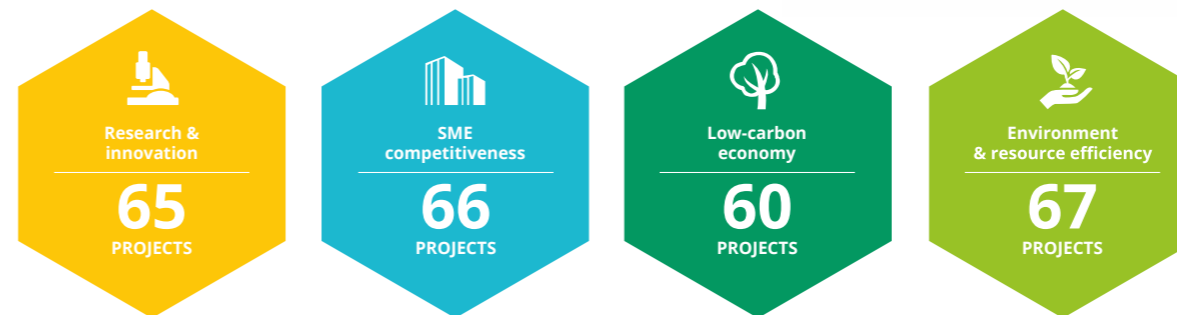 Research &
innovation
65
PROJECTS
SME
competitiveness
66
PROJECTS
Low-carbon
economy
60
PROJECTS
Environment
& resource efficiency
67
PROJECTS